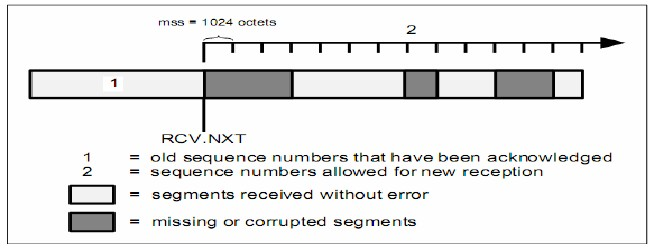 mss = 1024 octets
2
1
RCV.NXT
1 = old sequence numbers that have been acknowledged
2 = sequence numbers allowed for new reception
= segments received without error
= missing or corrupted segments